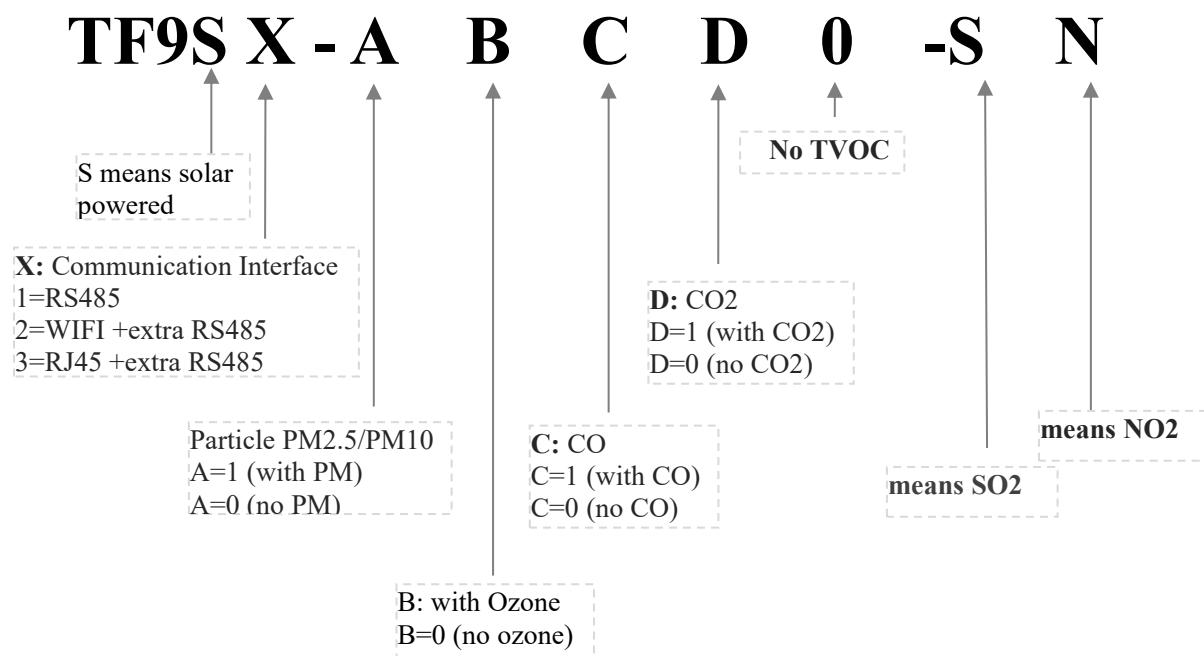 TF9S X - A B C D 0 -S N
No TVOC
S means solar
powered
X: Communication Interface
1=RS485
2=WIFI +extra RS485
3=RJ45 +extra RS485
D: CO2
D=1 (with CO2)
D=0 (no CO2)
Particle PM2.5/PM10
A=1 (with PM)
A=0 (no PM)
C: CO
C=1 (with CO)
C=0 (no CO)
means NO2
means SO2
B: with Ozone
B=0 (no ozone)